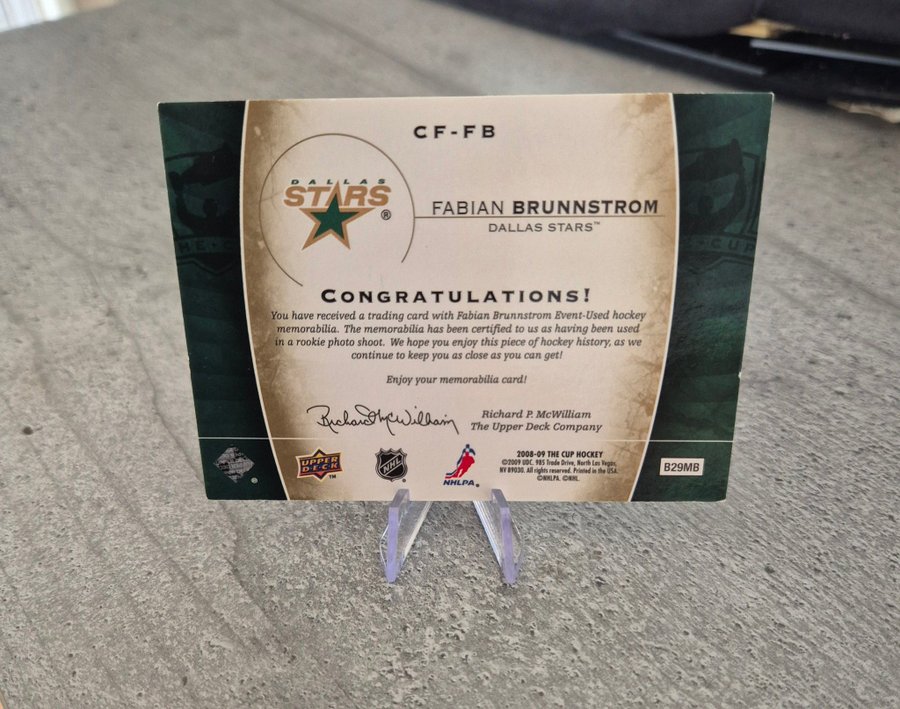 CF-FB
DALLAS
STARS®
FABIAN BRUNNSTROM
DALLAS STARS™
CONGRATULATIONS!
You have received a trading card with Fabian Brunnstrom Event-Used hockey
memorabilia. The memorabilia has been certified to us as having been used
in a rookie photo shoot. We hope you enjoy this piece of hockey history, as we
continue to keep you as close as you can get!
Enjoy your memorabilia card!
Richard P. McWilliam
Richard P. McWilliam
The Upper Deck Company
UPPER
DECK™
NHL®
NHLPA®
2008-09 THE CUP HOCKEY
©2009 UDC. 985 Trade Drive, North Las Vegas,
NV 89030. All rights reserved. Printed in the USA.
©NHLPA. ©NHL.
B29MB